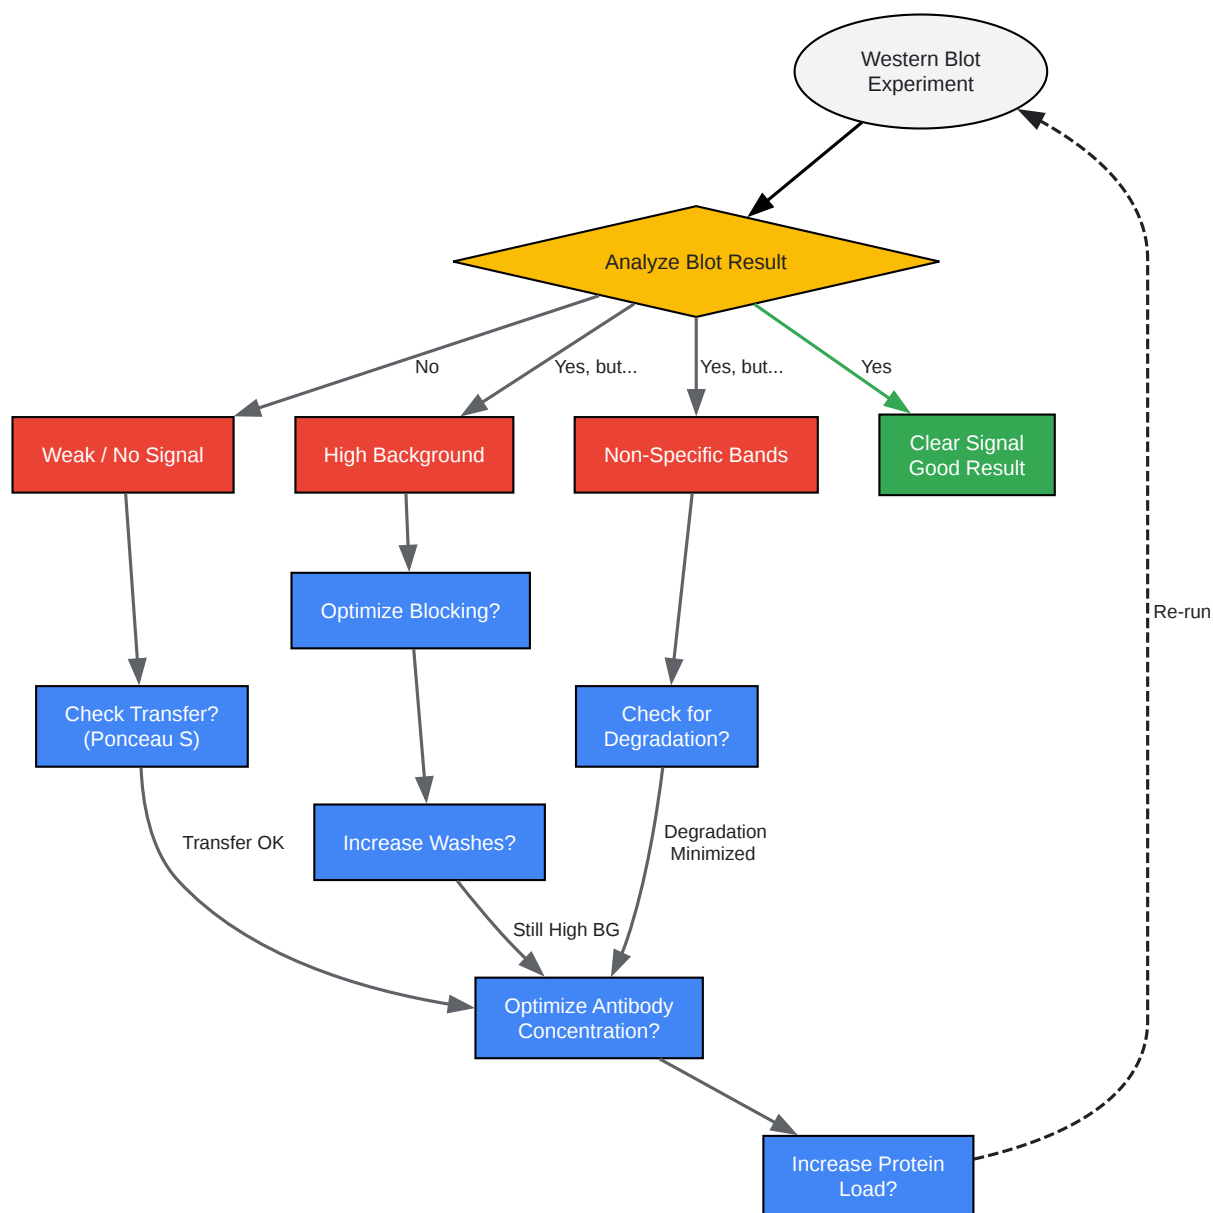 Western Blot
Experiment
Analyze Blot Result
No
Yes, but...
Yes, but...
Yes
Weak / No Signal
High Background
Non-Specific Bands
Clear Signal
Good Result
Optimize Blocking?
Re-run
Check Transfer?
(Ponceau S)
Check for
Degradation?
Transfer OK
Increase Washes?
Degradation
Minimized
Still High BG
Optimize Antibody
Concentration?
Increase Protein
Load?